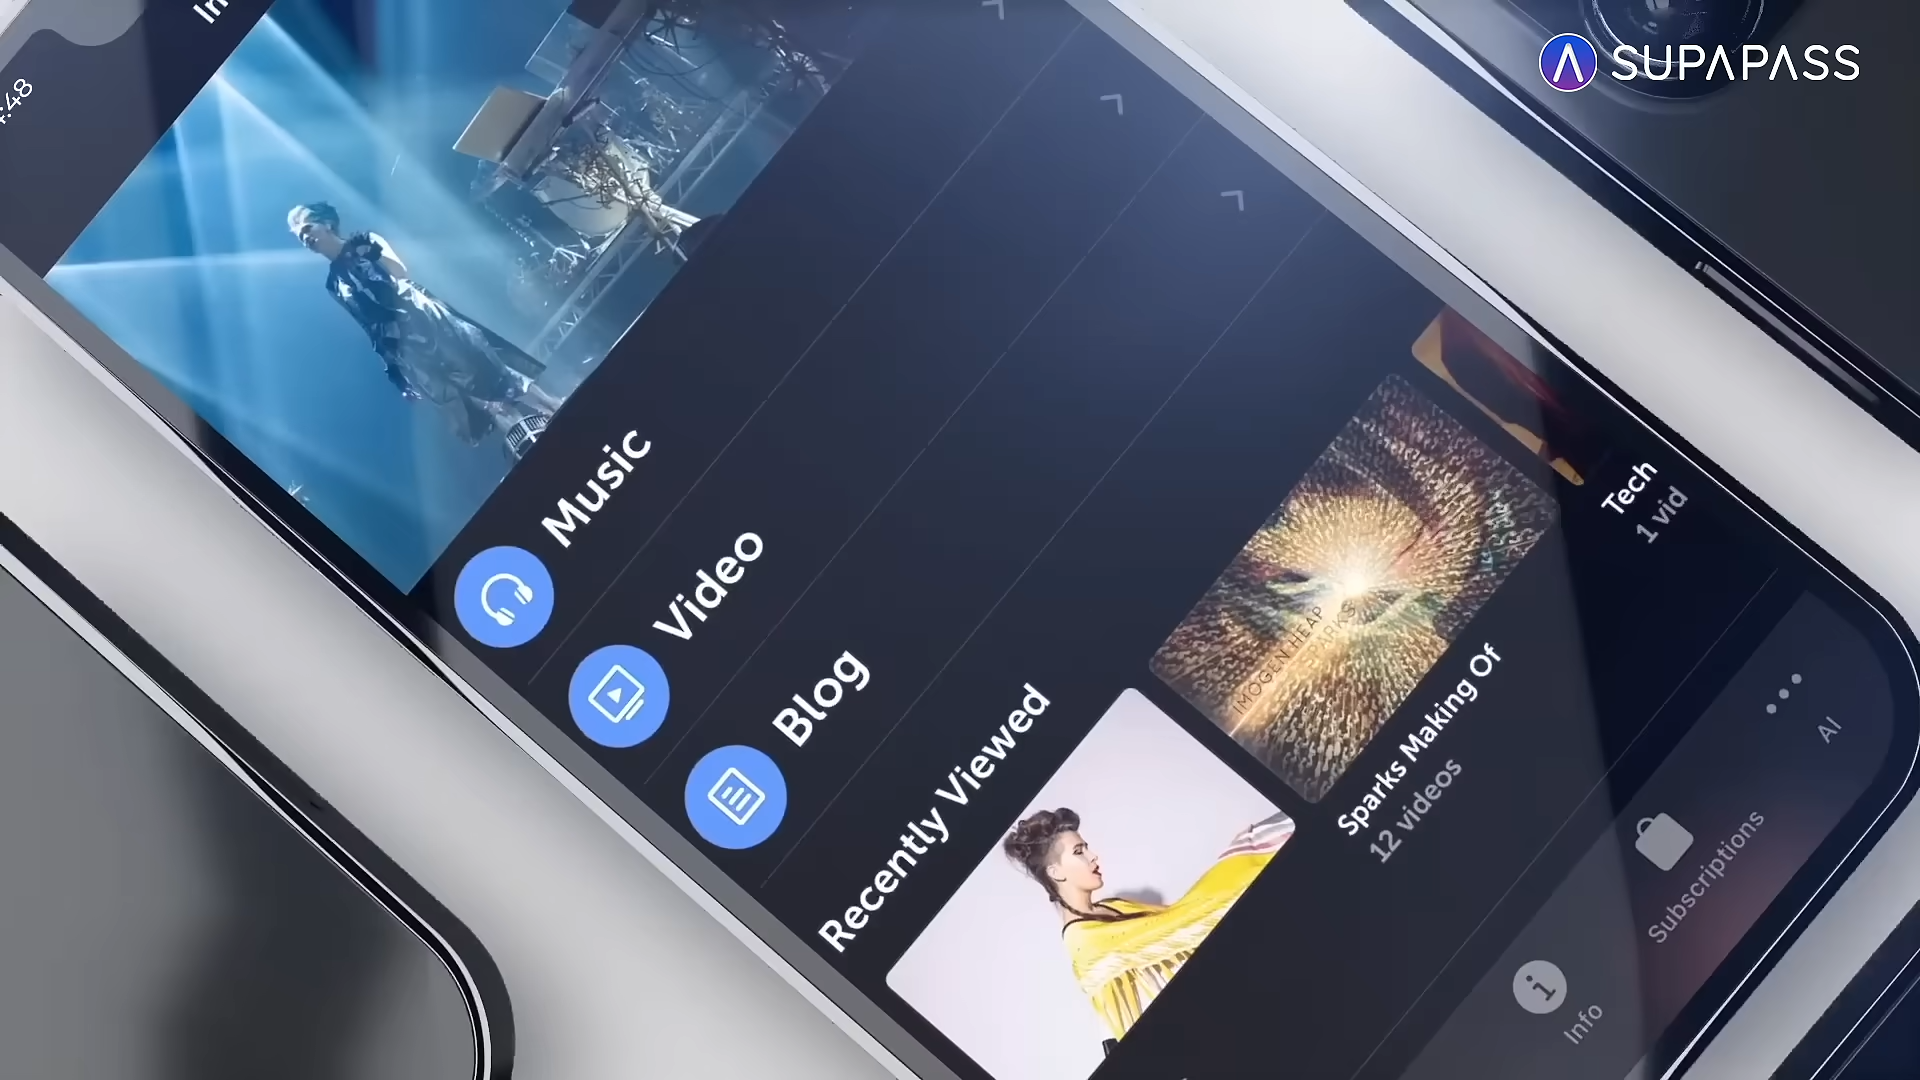 SUPAPASS
Music
Video
Blog
Recently Viewed
IMOGEN HEAP
SPARKS
Sparks Making Of
12 videos
Tech
1 vid
Info
Subscriptions